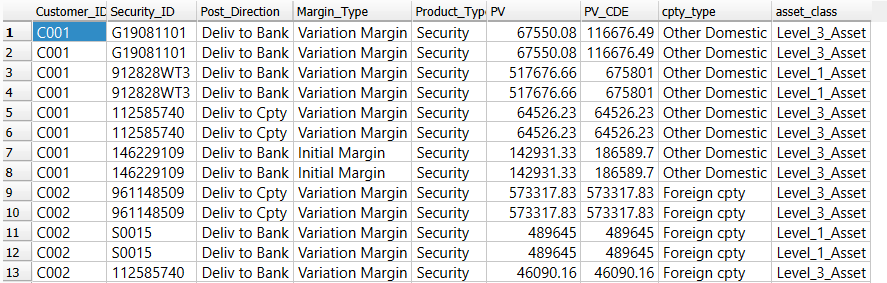 Customer_ID Security_ID Post_Direction Margin_Type Product_Type PV PV_CDE cpty_type asset_class
1 C001 G19081101 Deliv to Bank Variation Margin Security 67550.08 116676.49 Other Domestic Level_3_Asset
2 C001 G19081101 Deliv to Bank Variation Margin Security 67550.08 116676.49 Other Domestic Level_3_Asset
3 C001 912828WT3 Deliv to Bank Variation Margin Security 517676.66 675801 Other Domestic Level_1_Asset
4 C001 912828WT3 Deliv to Bank Variation Margin Security 517676.66 675801 Other Domestic Level_1_Asset
5 C001 112585740 Deliv to Cpty Variation Margin Security 64526.23 64526.23 Other Domestic Level_3_Asset
6 C001 112585740 Deliv to Cpty Variation Margin Security 64526.23 64526.23 Other Domestic Level_3_Asset
7 C001 146229109 Deliv to Bank Initial Margin Security 142931.33 186589.7 Other Domestic Level_3_Asset
8 C001 146229109 Deliv to Bank Initial Margin Security 142931.33 186589.7 Other Domestic Level_3_Asset
9 C002 961148509 Deliv to Cpty Variation Margin Security 573317.83 573317.83 Foreign cpty Level_3_Asset
10 C002 961148509 Deliv to Cpty Variation Margin Security 573317.83 573317.83 Foreign cpty Level_3_Asset
11 C002 S0015 Deliv to Bank Variation Margin Security 489645 489645 Foreign cpty Level_1_Asset
12 C002 S0015 Deliv to Bank Variation Margin Security 489645 489645 Foreign cpty Level_1_Asset
13 C002 112585740 Deliv to Bank Variation Margin Security 46090.16 46090.16 Foreign cpty Level_3_Asset